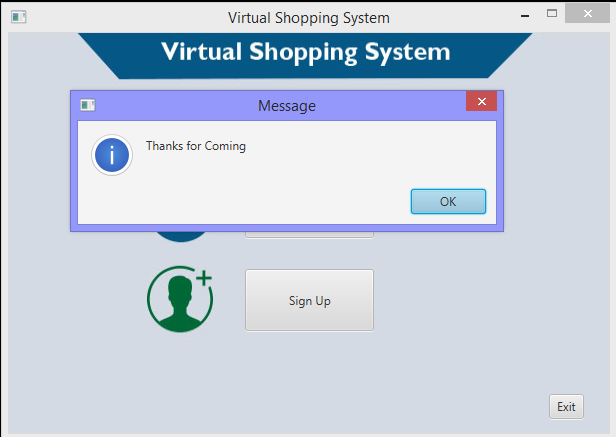 Virtual Shopping System
Virtual Shopping System
Message
i
Thanks for Coming
OK
Sign Up
Exit